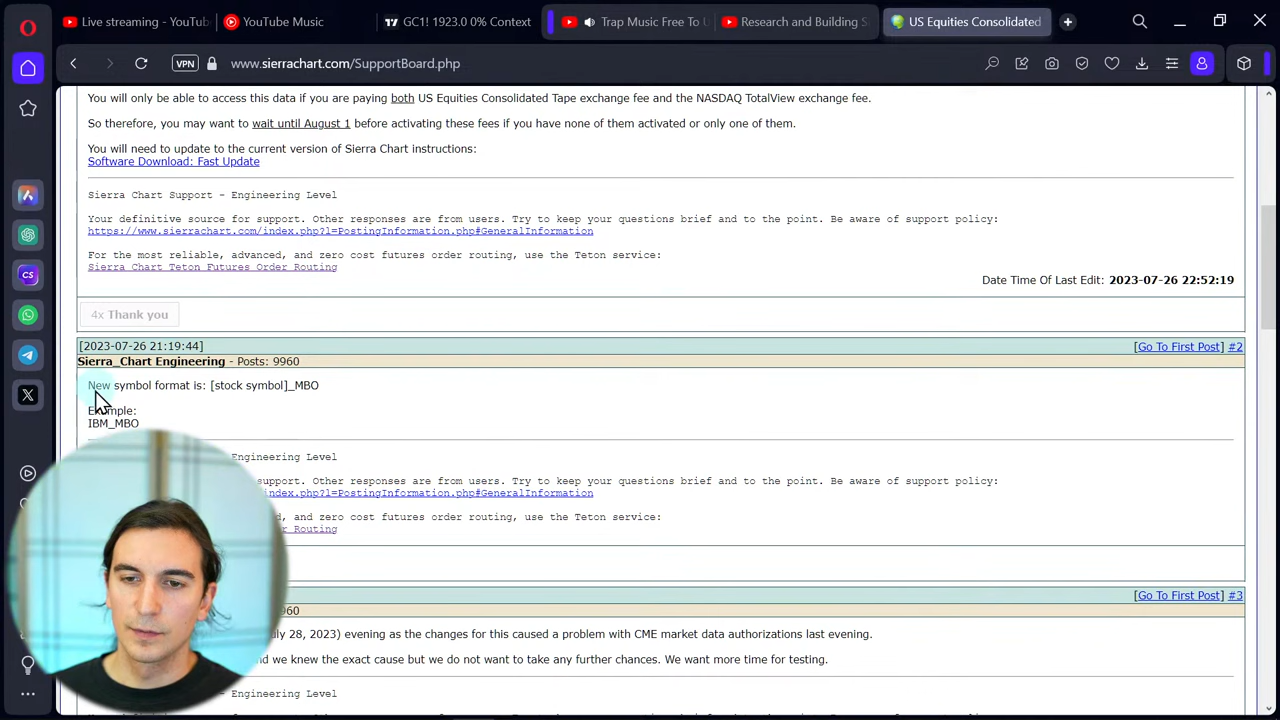 Live streaming - YouTub
YouTube Music
GC1! 1923.0 0% Context
Trap Music Free To U
Research and Building S
US Equities Consolidated
VPN
www.sierrachart.com/SupportBoard.php
You will only be able to access this data if you are paying both US Equities Consolidated Tape exchange fee and the NASDAQ TotalView exchange fee.
So therefore, you may want to wait until August 1 before activating these fees if you have none of them activated or only one of them.
You will need to update to the current version of Sierra Chart instructions:
Software Download: Fast Update
Sierra Chart Support - Engineering Level
Your definitive source for support. Other responses are from users. Try to keep your questions brief and to the point. Be aware of support policy:
https://www.sierrachart.com/index.php?l=PostingInformation.php#GeneralInformation
For the most reliable, advanced, and zero cost futures order routing, use the Teton service:
Sierra Chart Teton Futures Order Routing
Date Time Of Last Edit: 2023-07-26 22:52:19
4x Thank you
[2023-07-26 21:19:44] [Go To First Post] #2
Sierra_Chart Engineering - Posts: 9960
New symbol format is: [stock symbol]_MBO
Example:
IBM_MBO
Engineering Level
support. Other responses are from users. Try to keep your questions brief and to the point. Be aware of support policy:
index.php?l=PostingInformation.php#GeneralInformation
d, and zero cost futures order routing, use the Teton service:
er Routing
[Go To First Post] #3
960
uly 28, 2023) evening as the changes for this caused a problem with CME market data authorizations last evening.
nd we knew the exact cause but we do not want to take any further chances. We want more time for testing.
- Engineering Level
CS